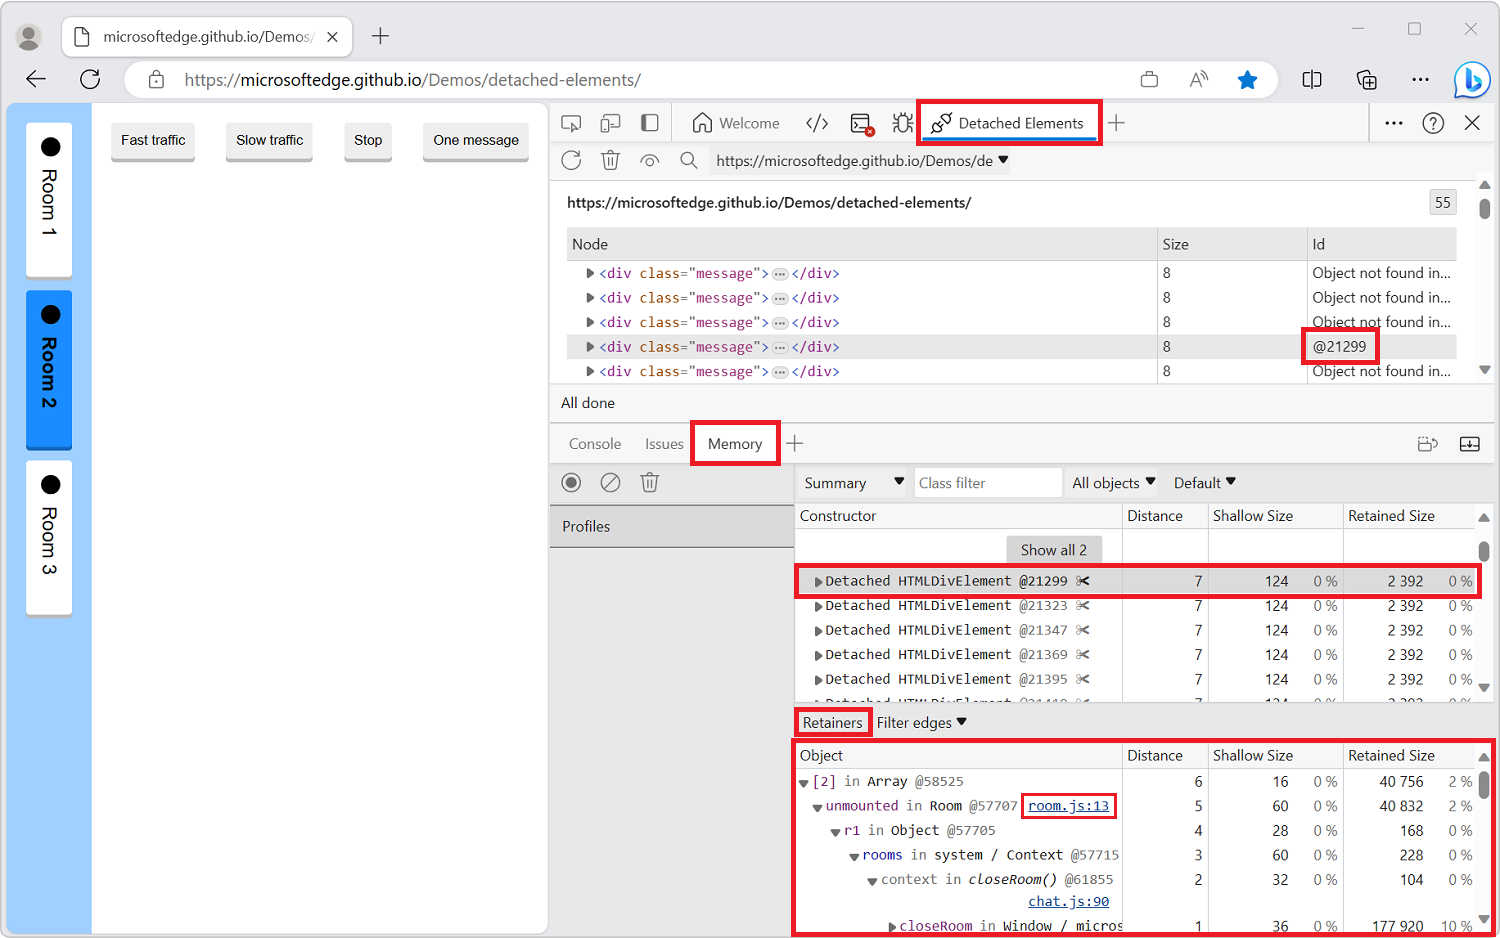 microsoftedge.github.io/Demos/
https://microsoftedge.github.io/Demos/detached-elements/
Room 1
Room 2
Room 3
Fast traffic
Slow traffic
Stop
One message
Welcome
Detached Elements
https://microsoftedge.github.io/Demos/de
https://microsoftedge.github.io/Demos/detached-elements/ 55
Node Size Id
<div class="message"> … </div> 8 Object not found in...
<div class="message"> … </div> 8 Object not found in...
<div class="message"> … </div> 8 Object not found in...
<div class="message"> … </div> 8 @21299
<div class="message"> … </div> 8 Object not found in...
All done
Console Issues Memory
Summary Class filter All objects Default
Profiles
Constructor Distance Shallow Size Retained Size
Show all 2
Detached HTMLDivElement @21299 7 124 0 % 2 392 0 %
Detached HTMLDivElement @21323 7 124 0 % 2 392 0 %
Detached HTMLDivElement @21347 7 124 0 % 2 392 0 %
Detached HTMLDivElement @21369 7 124 0 % 2 392 0 %
Detached HTMLDivElement @21395 7 124 0 % 2 392 0 %
Retainers Filter edges
Object Distance Shallow Size Retained Size
[2] in Array @58525 6 16 0 % 40 756 2 %
unmounted in Room @57707 room.js:13 5 60 0 % 40 832 2 %
r1 in Object @57705 4 28 0 % 168 0 %
rooms in system / Context @57715 3 60 0 % 228 0 %
context in closeRoom() @61855 2 32 0 % 104 0 %
chat.js:90
closeRoom in Window / micros 1 36 0 % 177 920 10 %